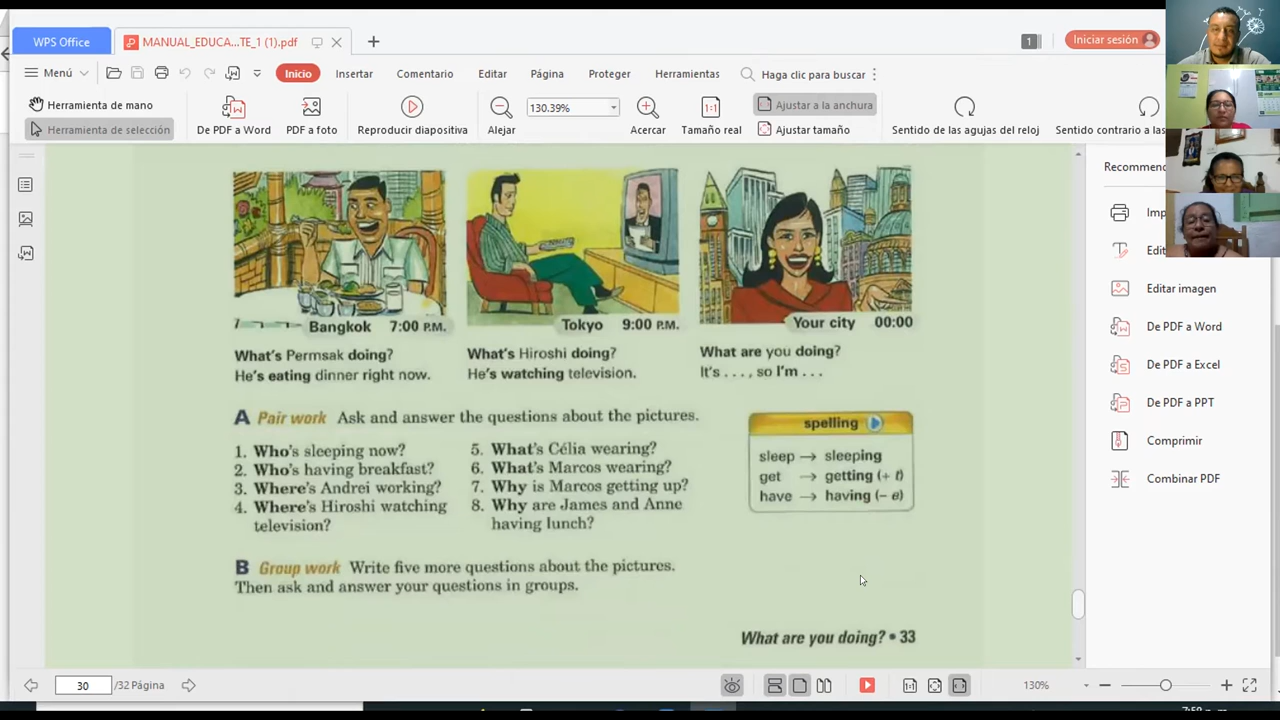 WPS Office
MANUAL_EDUCA...TE_1 (1).pdf
1
Iniciar sesión
Menú
Inicio
Insertar
Comentario
Editar
Página
Proteger
Herramientas
Haga clic para buscar
Herramienta de mano
Herramienta de selección
De PDF a Word
PDF a foto
Reproducir diapositiva
Alejar
130.39%
Acercar
Tamaño real
Ajustar a la anchura
Ajustar tamaño
Sentido de las agujas del reloj
Sentido contrario a las
Recomend
Edit
Editar imagen
De PDF a Word
De PDF a Excel
De PDF a PPT
Comprimir
Combinar PDF
Bangkok 7:00 P.M.
Tokyo 9:00 P.M.
Your city 00:00
What's Permsak doing?
He's eating dinner right now.
What's Hiroshi doing?
He's watching television.
What are you doing?
It's . . . , so I'm . . .
A Pair work Ask and answer the questions about the pictures.
1. Who's sleeping now?
2. Who's having breakfast?
3. Where's Andrei working?
4. Where's Hiroshi watching
television?
5. What's Célia wearing?
6. What's Marcos wearing?
7. Why is Marcos getting up?
8. Why are James and Anne
having lunch?
spelling
sleep → sleeping
get → getting (+ t)
have → having (– e)
B Group work Write five more questions about the pictures.
Then ask and answer your questions in groups.
What are you doing? • 33
30
/32 Página
130%